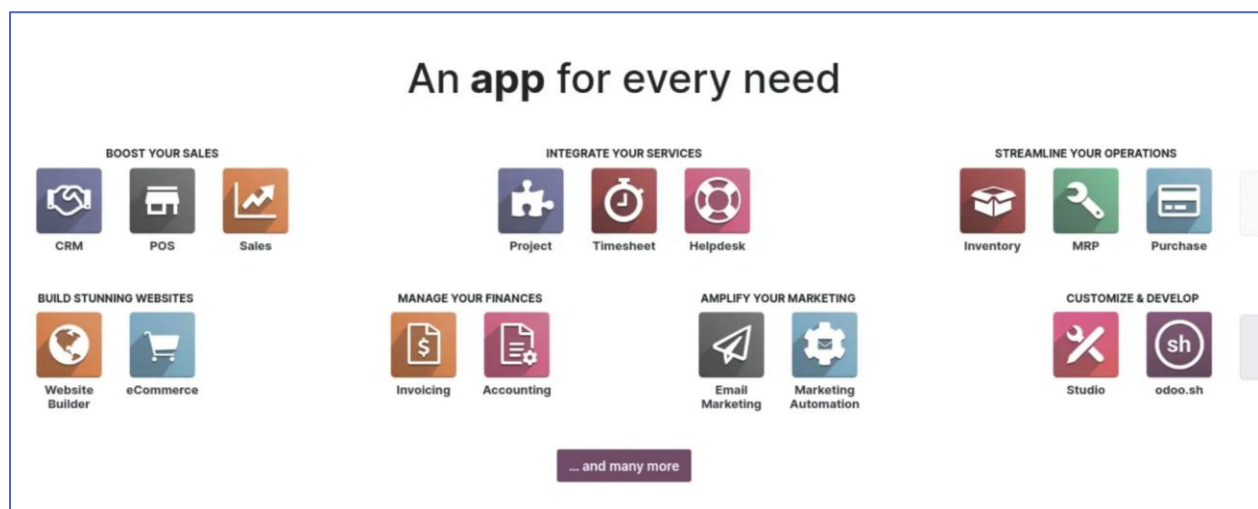 An app for every need
BOOST YOUR SALES
CRM
POS
Sales
INTEGRATE YOUR SERVICES
Project
Timesheet
Helpdesk
STREAMLINE YOUR OPERATIONS
Inventory
MRP
Purchase
BUILD STUNNING WEBSITES
Website
Builder
eCommerce
MANAGE YOUR FINANCES
$
Invoicing
Accounting
AMPLIFY YOUR MARKETING
Email
Marketing
Marketing
Automation
CUSTOMIZE & DEVELOP
Studio
sh
odoo.sh
... and many more